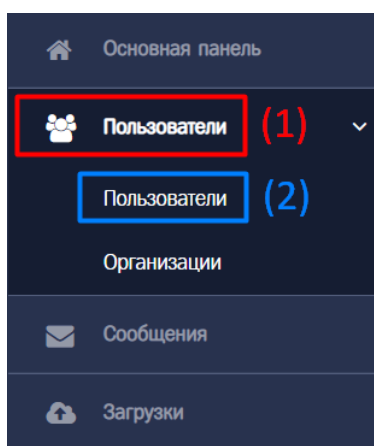 Основная панель
Пользователи (1)
Пользователи (2)
Организации
Сообщения
Загрузки